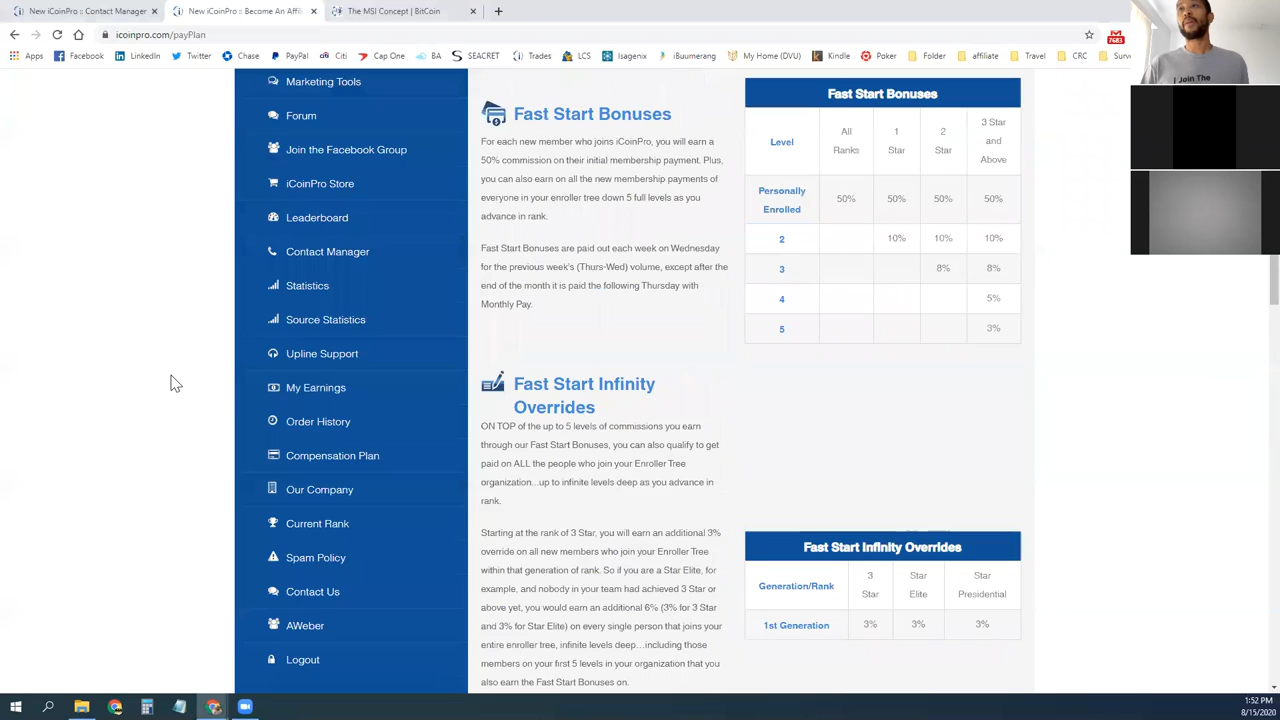 New iCoinPro :: Contact Manager
New iCoinPro :: Become An Affi
The MSI Concept | BitCoin
icoinpro.com/payPlan
7683
Apps
Facebook
LinkedIn
Twitter
Chase
PayPal
Citi
Cap One
BA
SEACRET
Trades
LCS
Isagenix
iBuumerang
My Home (DVU)
Kindle
Poker
Folder
affiliate
Travel
CRC
Surv
I Join The
Marketing Tools
Forum
Join the Facebook Group
iCoinPro Store
Leaderboard
Contact Manager
Statistics
Source Statistics
Upline Support
My Earnings
Order History
Compensation Plan
Our Company
Current Rank
Spam Policy
Contact Us
AWeber
Logout
Fast Start Bonuses
For each new member who joins iCoinPro, you will earn a
50% commission on their initial membership payment. Plus,
you can also earn on all the new membership payments of
everyone in your enroller tree down 5 full levels as you
advance in rank.
Fast Start Bonuses are paid out each week on Wednesday
for the previous week's (Thurs-Wed) volume, except after the
end of the month it is paid the following Thursday with
Monthly Pay.
Fast Start Bonuses
Level
All
Ranks
1
Star
2
Star
3 Star
and
Above
Personally
Enrolled
50%
50%
50%
50%
2
10%
10%
10%
3
8%
8%
4
5%
5
3%
Fast Start Infinity
Overrides
ON TOP of the up to 5 levels of commissions you earn
through our Fast Start Bonuses, you can also qualify to get
paid on ALL the people who join your Enroller Tree
organization...up to infinite levels deep as you advance in
rank.
Starting at the rank of 3 Star, you will earn an additional 3%
override on all new members who join your Enroller Tree
within that generation of rank. So if you are a Star Elite, for
example, and nobody in your team had achieved 3 Star or
above yet, you would earn an additional 6% (3% for 3 Star
and 3% for Star Elite) on every single person that joins your
entire enroller tree, infinite levels deep...including those
members on your first 5 levels in your organization that you
also earn the Fast Start Bonuses on.
Fast Start Infinity Overrides
Generation/Rank
3
Star
Star
Elite
Star
Presidential
1st Generation
3%
3%
3%
1:52 PM
8/15/2020